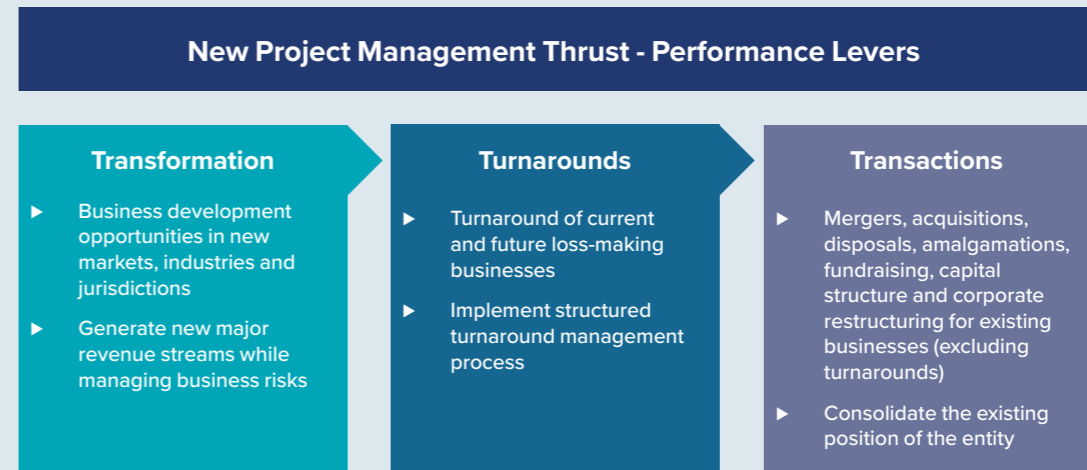 New Project Management Thrust - Performance Levers
Transformation
► Business development
opportunities in new
markets, industries and
jurisdictions
► Generate new major
revenue streams while
managing business risks
Turnarounds
► Turnaround of current
and future loss-making
businesses
► Implement structured
turnaround management
process
Transactions
► Mergers, acquisitions,
disposals, amalgamations,
fundraising, capital
structure and corporate
restructuring for existing
businesses (excluding
turnarounds)
► Consolidate the existing
position of the entity